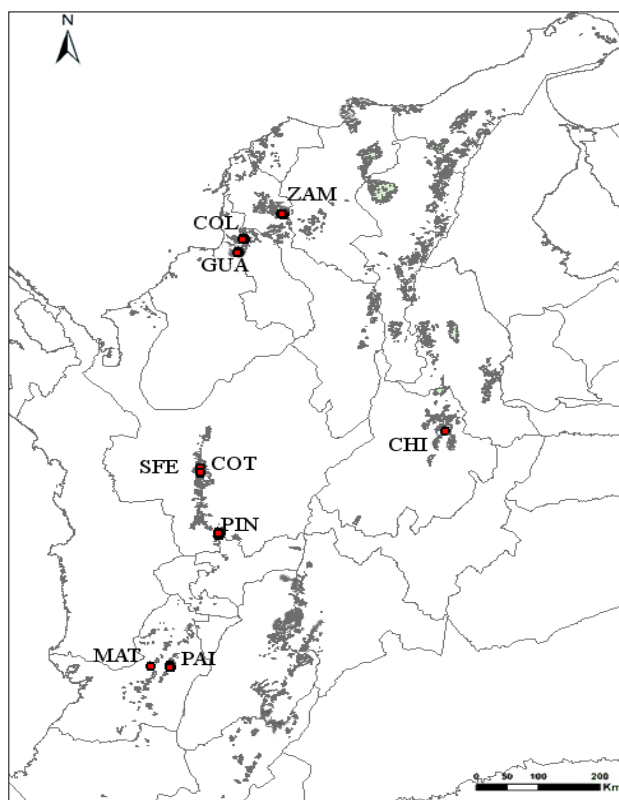 N
ZAM
COL
GUA
CHI
SFE COT
PIN
MAT PAI
0 50 100 200
Km